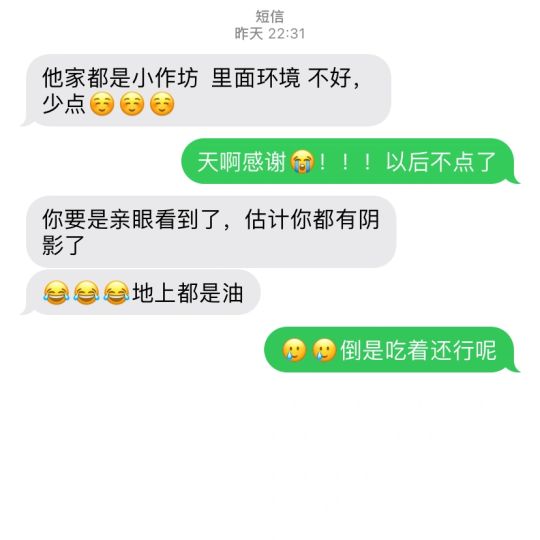 短信
昨天 22:31
他家都是小作坊 里面环境 不好，
少点☺️☺️☺️
天啊感谢😭！！！以后不点了
你要是亲眼看到了，估计你都有阴
影了
😂😂😂地上都是油
🥲🥲倒是吃着还行呢